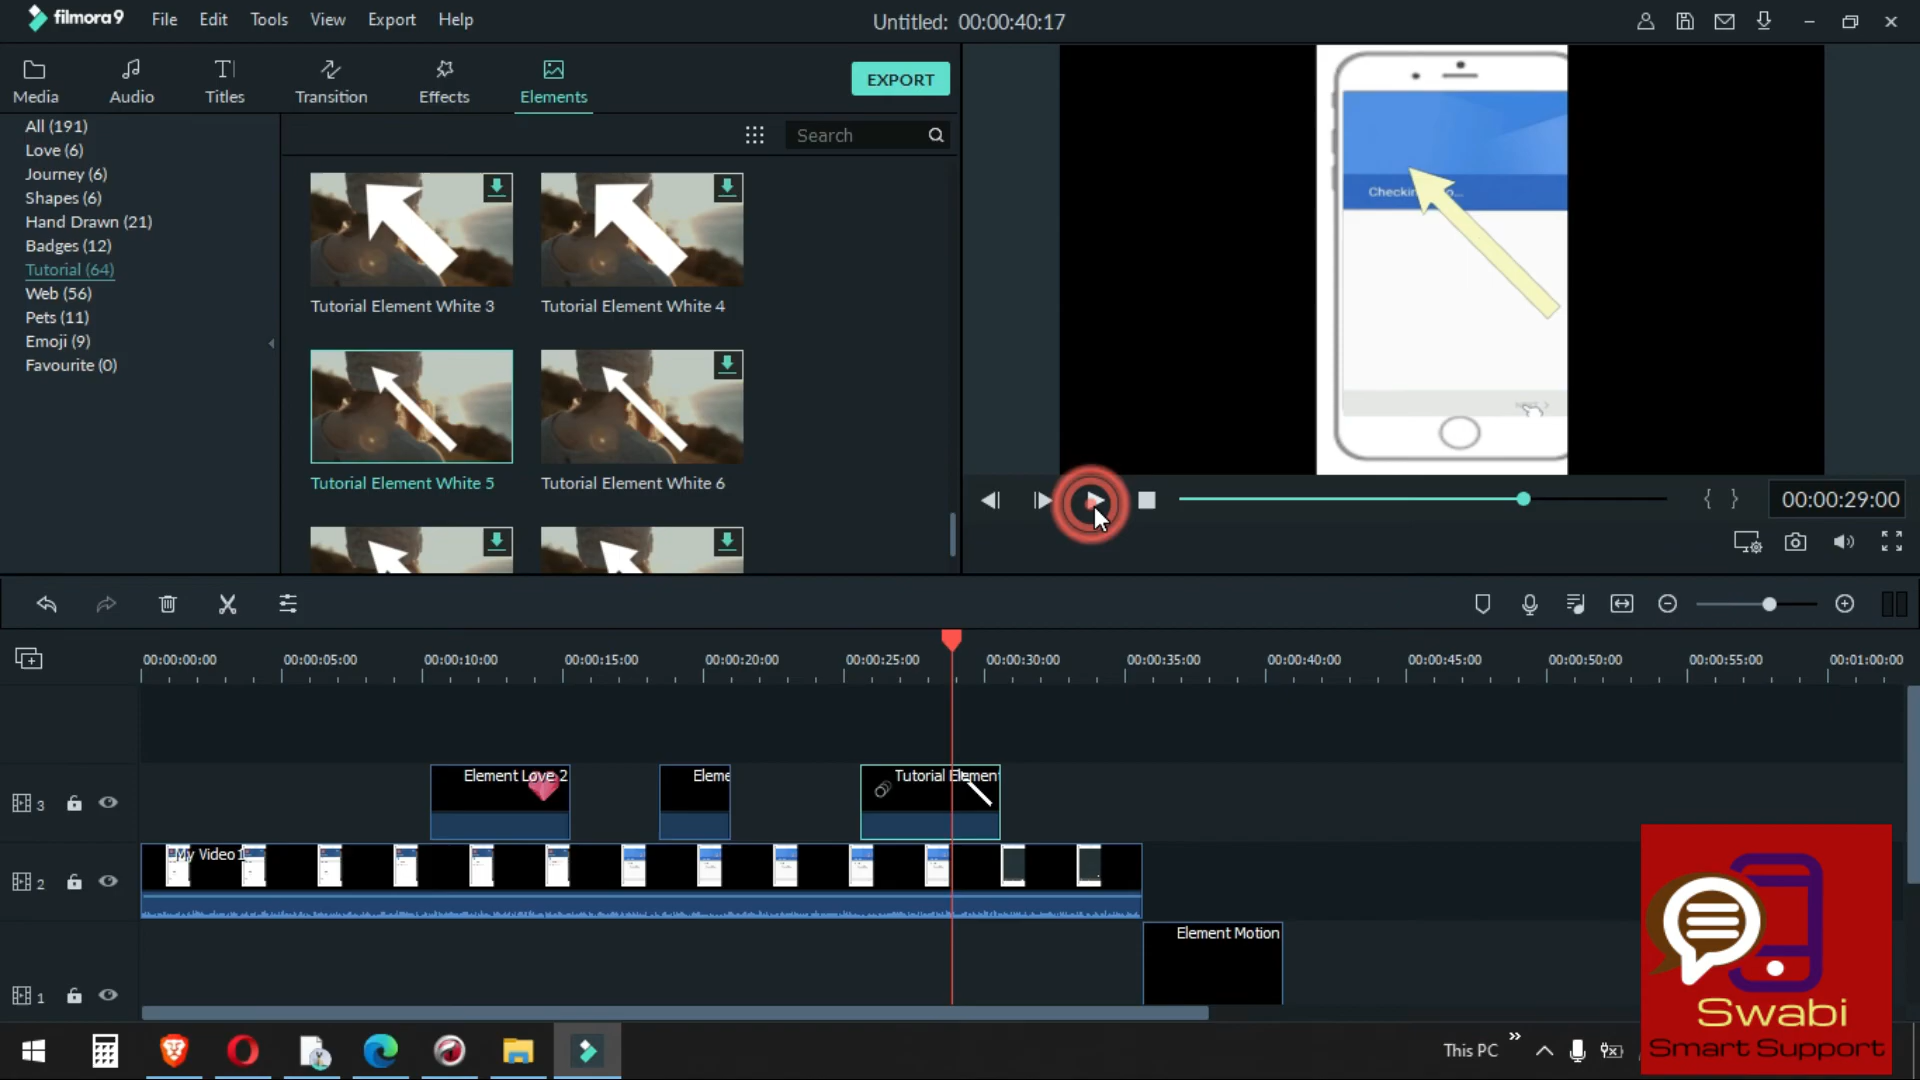 filmora9 File Edit Tools View Export Help Untitled: 00:00:40:17
Media Audio Titles Transition Effects Elements EXPORT
All (191)
Love (6)
Journey (6)
Shapes (6)
Hand Drawn (21)
Badges (12)
Tutorial (64)
Web (56)
Pets (11)
Emoji (9)
Favourite (0)
Search
Tutorial Element White 3 Tutorial Element White 4
Tutorial Element White 5 Tutorial Element White 6
{ } 00:00:29:00
00:00:00:00 00:00:05:00 00:00:10:00 00:00:15:00 00:00:20:00 00:00:25:00 00:00:30:00 00:00:35:00 00:00:40:00 00:00:45:00 00:00:50:00 00:00:55:00 00:01:00:00
3 Element Love 2 Eleme Tutorial Element
2 My Video1
1 Element Motion
Swabi
Smart Support
This PC